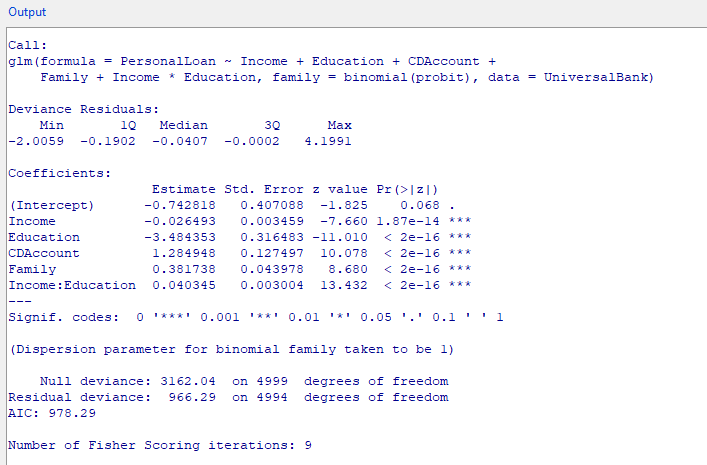 Output
Call:
glm(formula = PersonalLoan ~ Income + Education + CDAccount +
    Family + Income * Education, family = binomial(probit), data = UniversalBank)
Deviance Residuals:
    Min       1Q   Median       3Q      Max
-2.0059  -0.1902  -0.0407  -0.0002   4.1991
Coefficients:
                  Estimate Std. Error z value Pr(>|z|)
(Intercept)      -0.742818   0.407088  -1.825    0.068 .
Income           -0.026493   0.003459  -7.660 1.87e-14 ***
Education        -3.484353   0.316483 -11.010  < 2e-16 ***
CDAccount         1.284948   0.127497  10.078  < 2e-16 ***
Family            0.381738   0.043978   8.680  < 2e-16 ***
Income:Education  0.040345   0.003004  13.432  < 2e-16 ***
---
Signif. codes:  0 '***' 0.001 '**' 0.01 '*' 0.05 '.' 0.1 ' ' 1
(Dispersion parameter for binomial family taken to be 1)
    Null deviance: 3162.04  on 4999  degrees of freedom
Residual deviance:  966.29  on 4994  degrees of freedom
AIC: 978.29
Number of Fisher Scoring iterations: 9